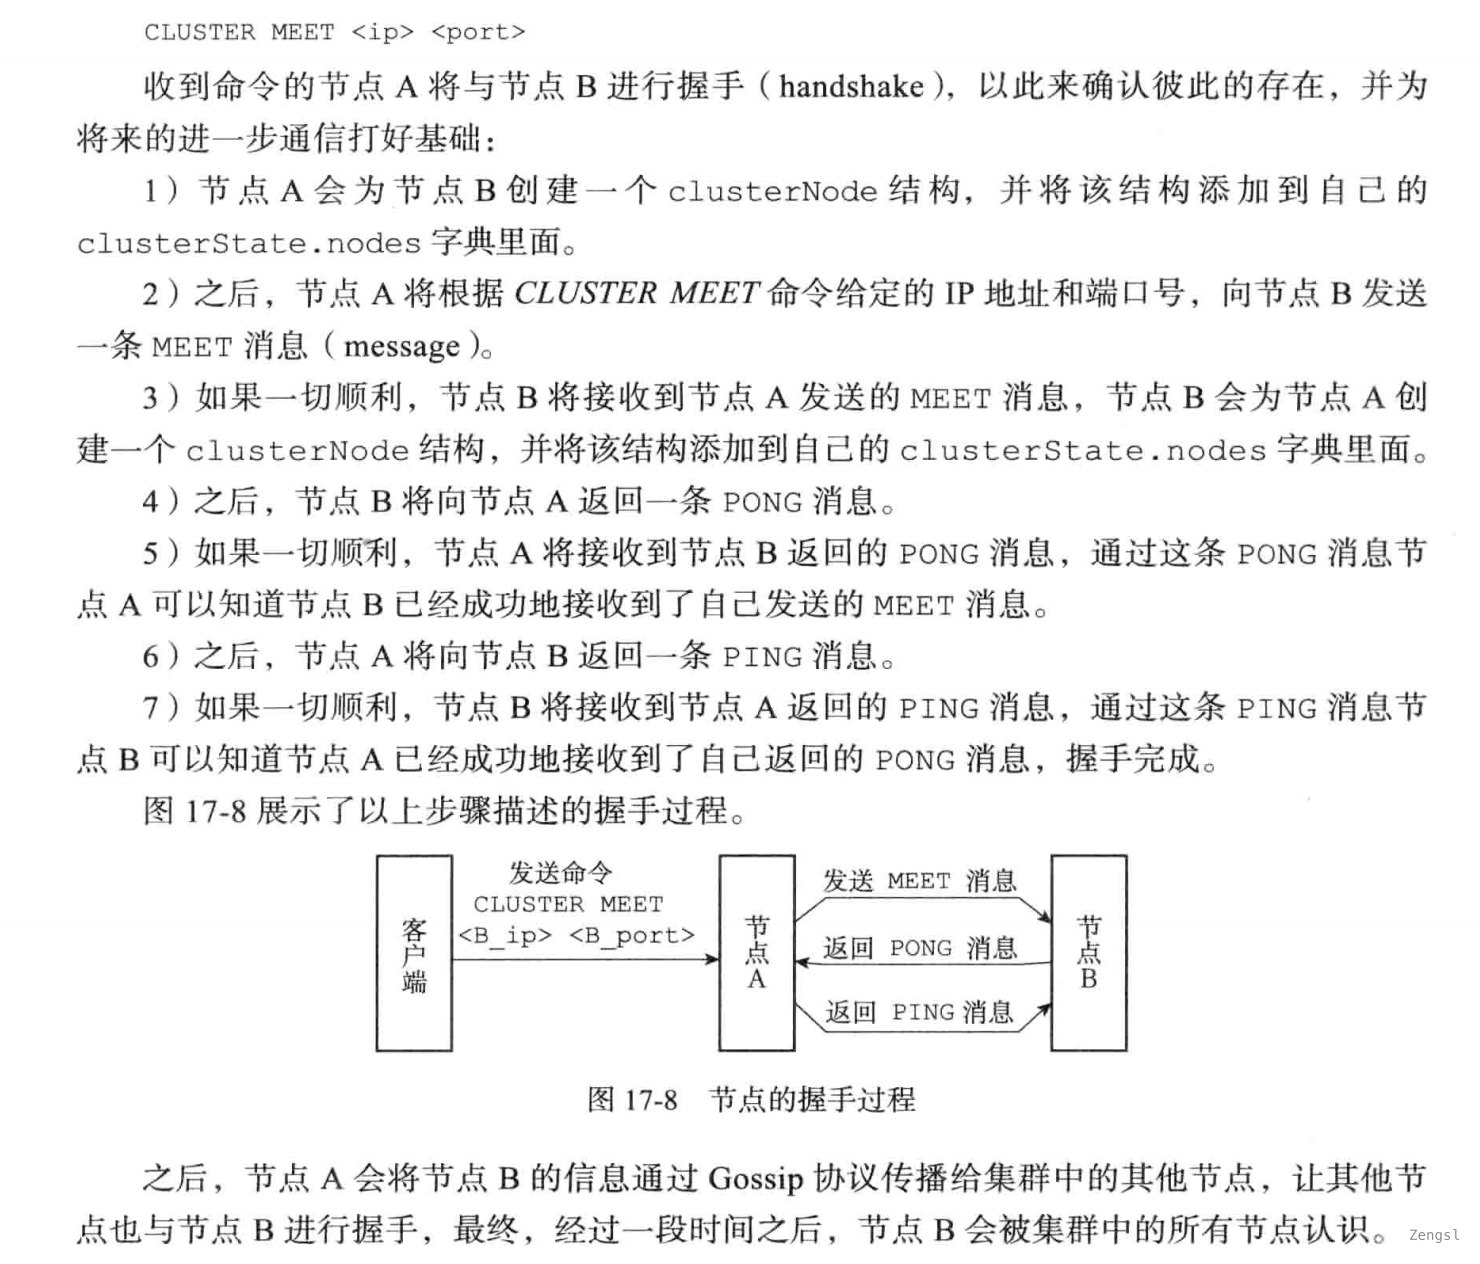 CLUSTER MEET <ip> <port>
收到命令的节点 A 将与节点 B 进行握手（handshake），以此来确认彼此的存在，并为
将来的进一步通信打好基础：
1）节点 A 会为节点 B 创建一个 clusterNode 结构，并将该结构添加到自己的
clusterState.nodes 字典里面。
2）之后，节点 A 将根据 CLUSTER MEET 命令给定的 IP 地址和端口号，向节点 B 发送
一条 MEET 消息（message）。
3）如果一切顺利，节点 B 将接收到节点 A 发送的 MEET 消息，节点 B 会为节点 A 创
建一个 clusterNode 结构，并将该结构添加到自己的 clusterState.nodes 字典里面。
4）之后，节点 B 将向节点 A 返回一条 PONG 消息。
5）如果一切顺利，节点 A 将接收到节点 B 返回的 PONG 消息，通过这条 PONG 消息节
点 A 可以知道节点 B 已经成功地接收到了自己发送的 MEET 消息。
6）之后，节点 A 将向节点 B 返回一条 PING 消息。
7）如果一切顺利，节点 B 将接收到节点 A 返回的 PING 消息，通过这条 PING 消息节
点 B 可以知道节点 A 已经成功地接收到了自己返回的 PONG 消息，握手完成。
图 17-8 展示了以上步骤描述的握手过程。
客户端
发送命令
CLUSTER MEET
<B_ip> <B_port>
节点A
发送 MEET 消息
返回 PONG 消息
返回 PING 消息
节点B
图 17-8 节点的握手过程
之后，节点 A 会将节点 B 的信息通过 Gossip 协议传播给集群中的其他节点，让其他节
点也与节点 B 进行握手，最终，经过一段时间之后，节点 B 会被集群中的所有节点认识。
Zengsl